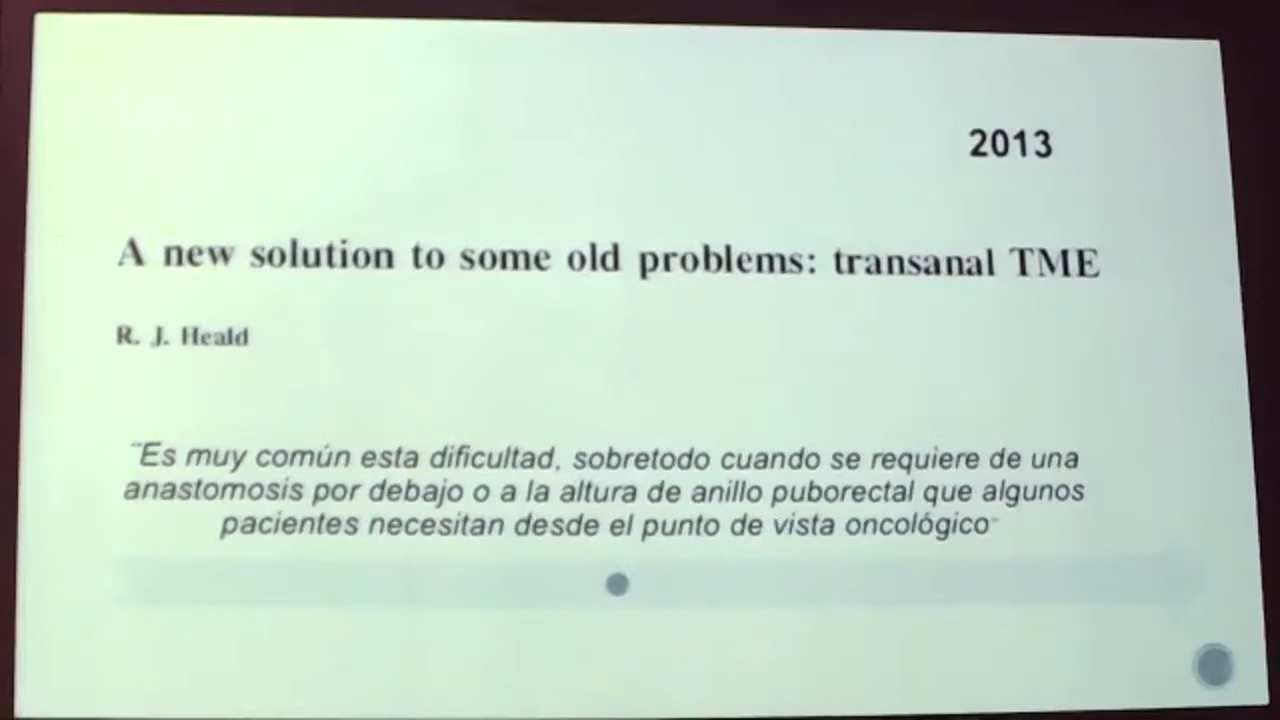 2013
A new solution to some old problems: transanal TME
R. J. Heald
¨Es muy común esta dificultad, sobretodo cuando se requiere de una
anastomosis por debajo o a la altura de anillo puborectal que algunos
pacientes necesitan desde el punto de vista oncológico¨